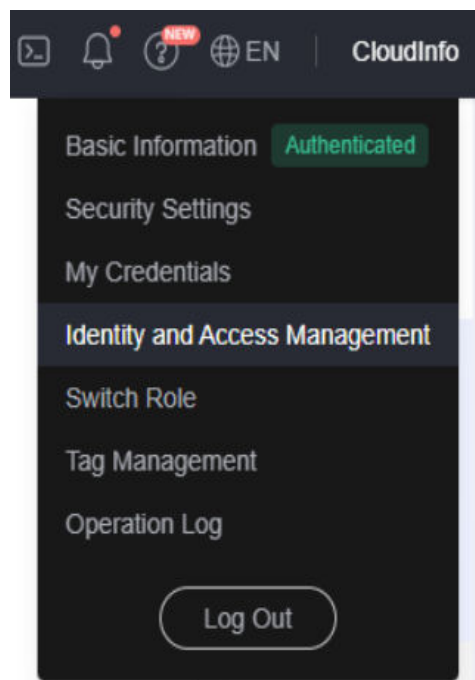 NEW
EN CloudInfo
Basic Information Authenticated
Security Settings
My Credentials
Identity and Access Management
Switch Role
Tag Management
Operation Log
Log Out